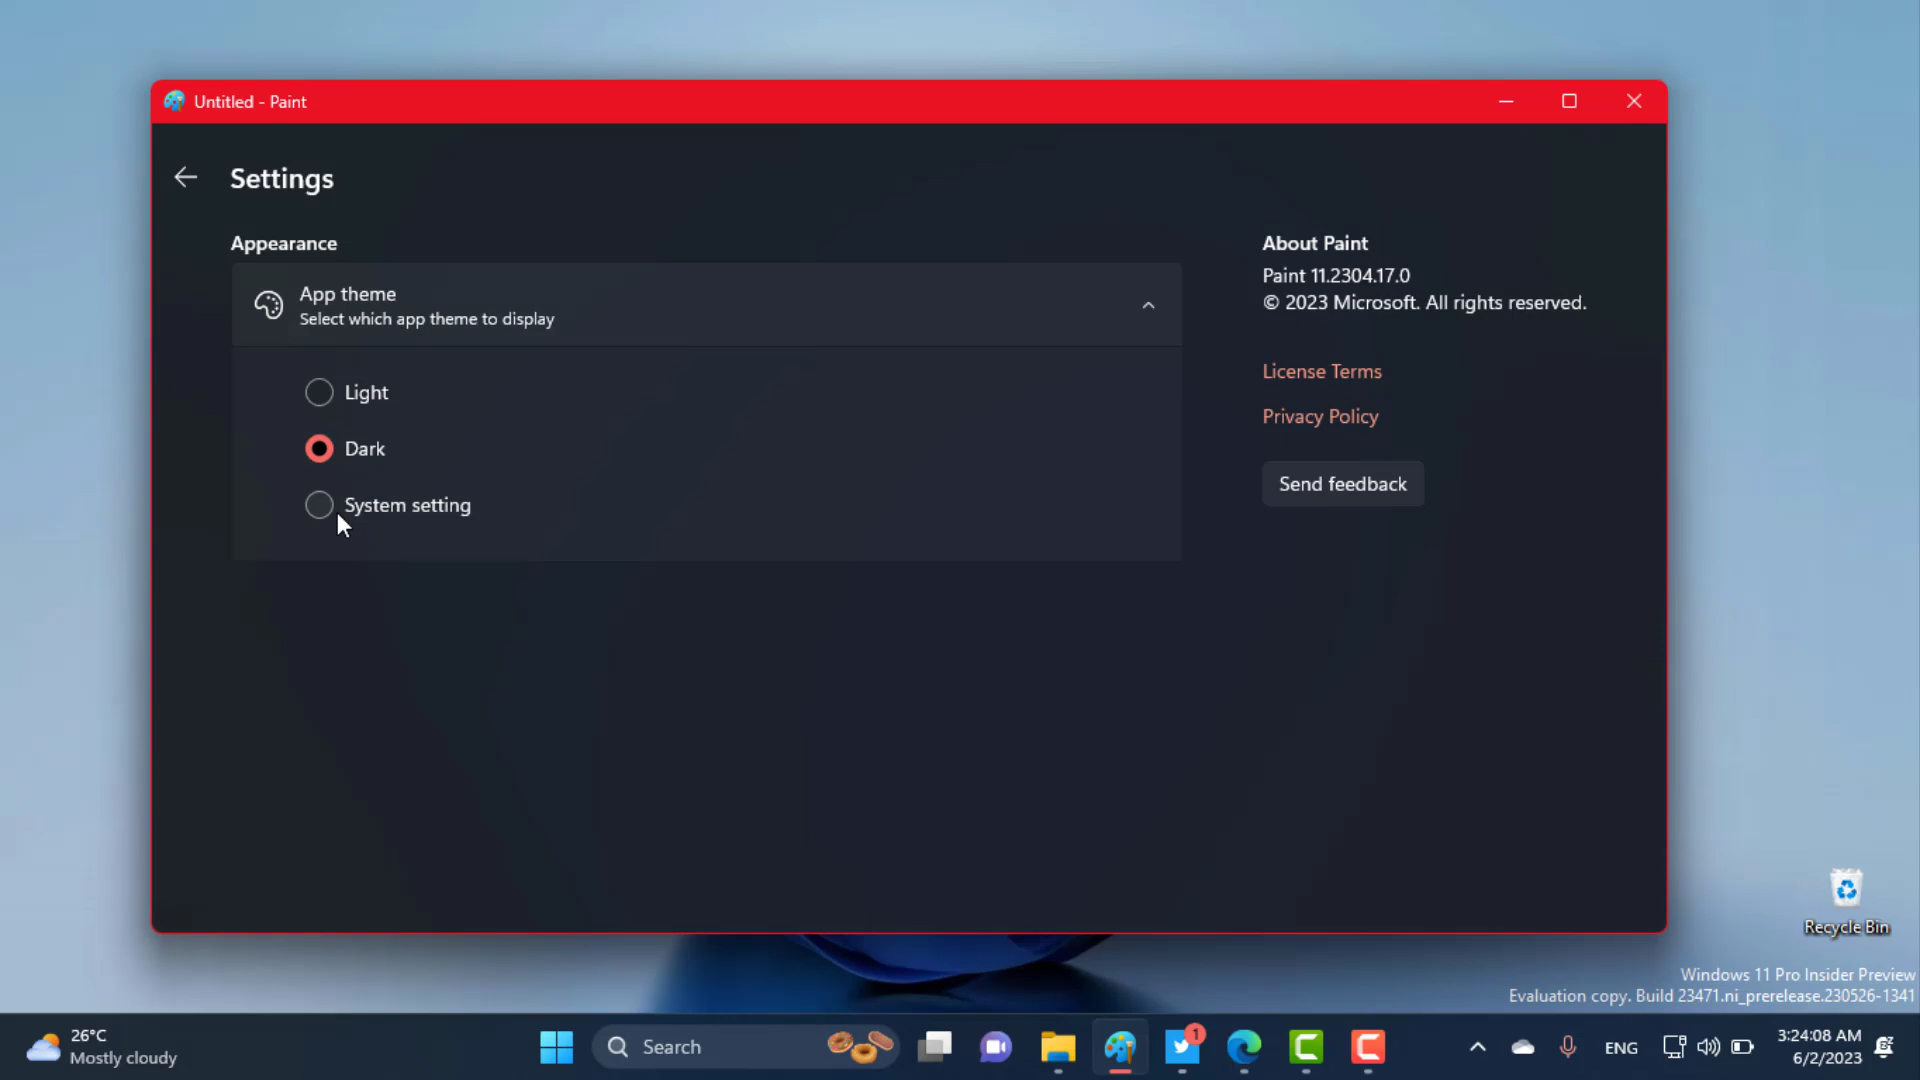 Untitled - Paint
Settings
Appearance
App theme
Select which app theme to display
Light
Dark
System setting
About Paint
Paint 11.2304.17.0
© 2023 Microsoft. All rights reserved.
License Terms
Privacy Policy
Send feedback
Recycle Bin
Windows 11 Pro Insider Preview
Evaluation copy. Build 23471.ni_prerelease.230526-1341
26°C
Mostly cloudy
Search
1
ENG
3:24:08 AM
6/2/2023